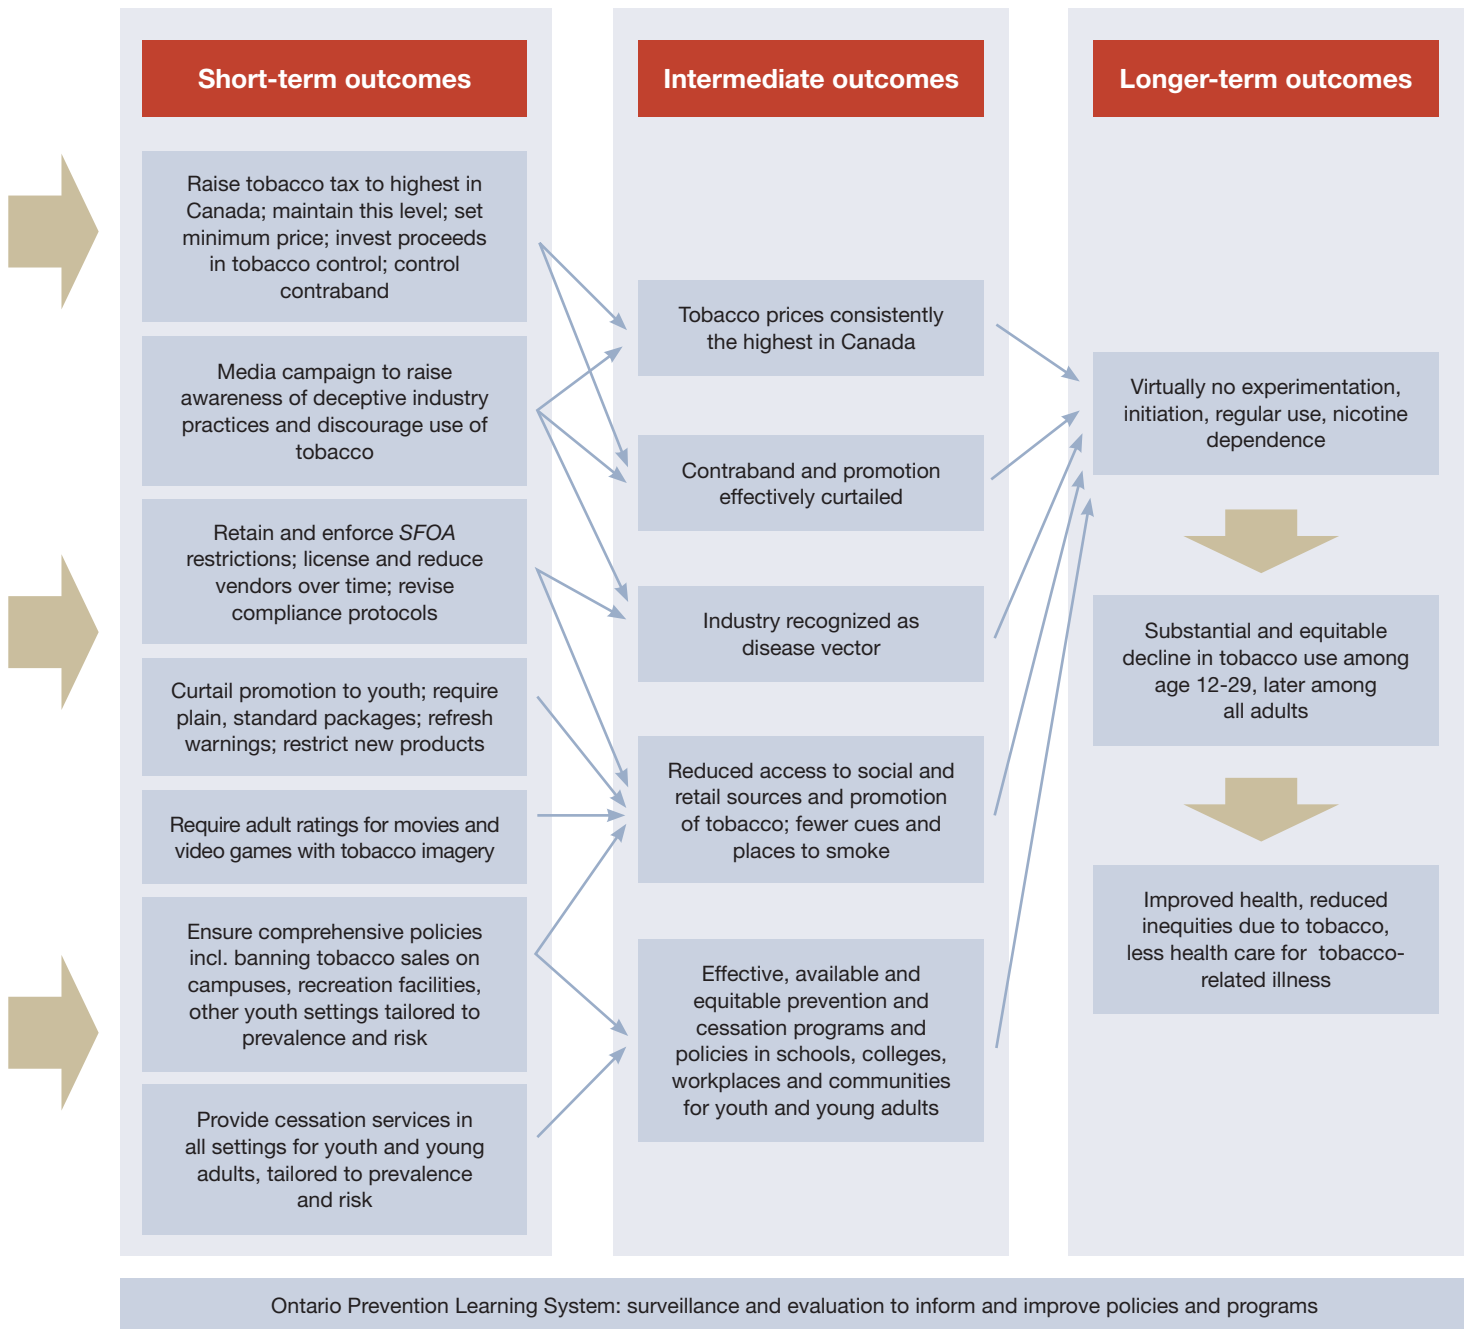 Short-term outcomes
Raise tobacco tax to highest in
Canada; maintain this level; set
minimum price; invest proceeds
in tobacco control; control
contraband
Media campaign to raise
awareness of deceptive industry
practices and discourage use of
tobacco
Retain and enforce SFOA
restrictions; license and reduce
vendors over time; revise
compliance protocols
Curtail promotion to youth; require
plain, standard packages; refresh
warnings; restrict new products
Require adult ratings for movies and
video games with tobacco imagery
Ensure comprehensive policies
incl. banning tobacco sales on
campuses, recreation facilities,
other youth settings tailored to
prevalence and risk
Provide cessation services in
all settings for youth and young
adults, tailored to prevalence
and risk
Intermediate outcomes
Tobacco prices consistently
the highest in Canada
Contraband and promotion
effectively curtailed
Industry recognized as
disease vector
Reduced access to social and
retail sources and promotion
of tobacco; fewer cues and
places to smoke
Effective, available and
equitable prevention and
cessation programs and
policies in schools, colleges,
workplaces and communities
for youth and young adults
Longer-term outcomes
Virtually no experimentation,
initiation, regular use, nicotine
dependence
Substantial and equitable
decline in tobacco use among
age 12-29, later among
all adults
Improved health, reduced
inequities due to tobacco,
less health care for tobacco-
related illness
Ontario Prevention Learning System: surveillance and evaluation to inform and improve policies and programs